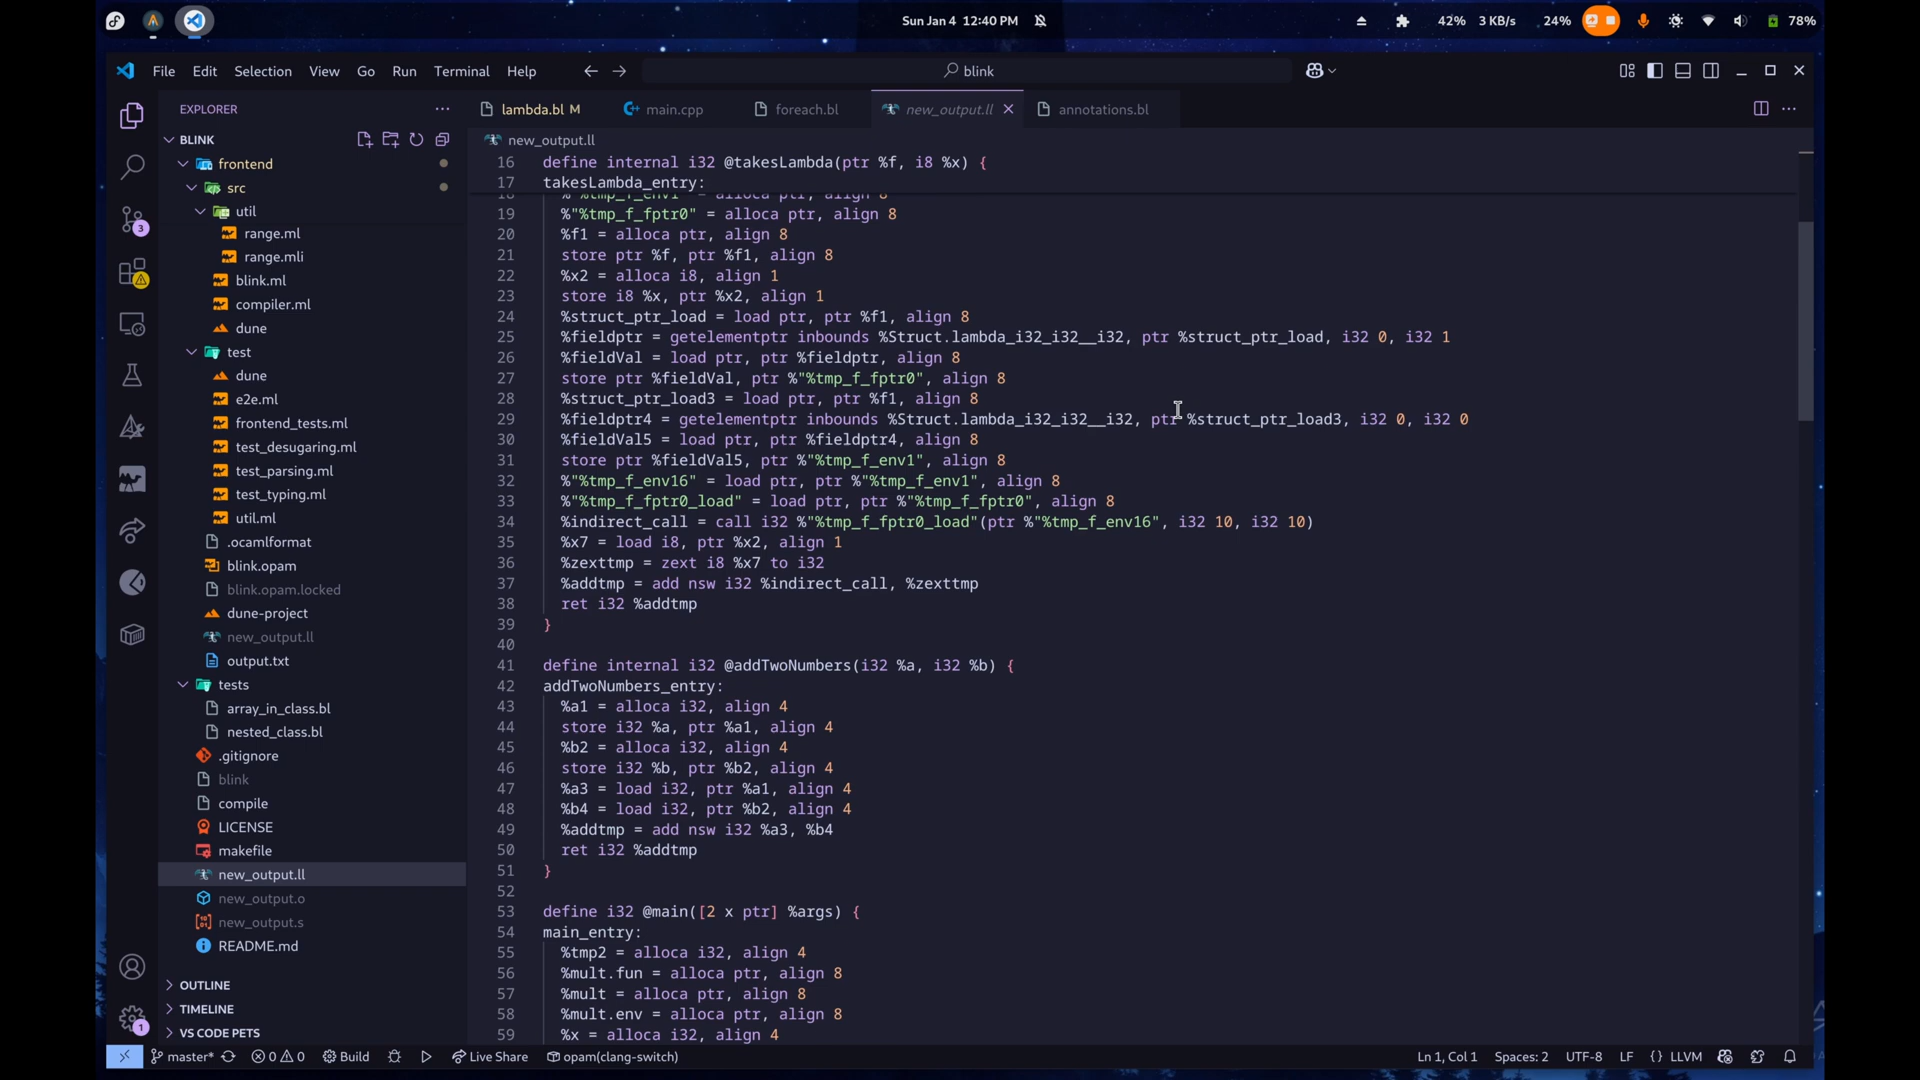 Sun Jan 4 12:40 PM
42% 3 KB/s 24% 78%
File Edit Selection View Go Run Terminal Help
blink
EXPLORER
lambda.bl M
main.cpp
foreach.bl
new_output.ll
annotations.bl
BLINK
frontend
src
util
range.ml
range.mli
blink.ml
compiler.ml
dune
test
dune
e2e.ml
frontend_tests.ml
test_desugaring.ml
test_parsing.ml
test_typing.ml
util.ml
.ocamlformat
blink.opam
blink.opam.locked
dune-project
new_output.ll
output.txt
tests
array_in_class.bl
nested_class.bl
.gitignore
blink
compile
LICENSE
makefile
new_output.ll
new_output.o
new_output.s
README.md
OUTLINE
TIMELINE
VS CODE PETS
3
1
new_output.ll
16 define internal i32 @takesLambda(ptr %f, i8 %x) {
17 takesLambda_entry:
18 %"%tmp_f_env1" = alloca ptr, align 8
19 %"%tmp_f_fptr0" = alloca ptr, align 8
20 %f1 = alloca ptr, align 8
21 store ptr %f, ptr %f1, align 8
22 %x2 = alloca i8, align 1
23 store i8 %x, ptr %x2, align 1
24 %struct_ptr_load = load ptr, ptr %f1, align 8
25 %fieldptr = getelementptr inbounds %Struct.lambda_i32_i32__i32, ptr %struct_ptr_load, i32 0, i32 1
26 %fieldVal = load ptr, ptr %fieldptr, align 8
27 store ptr %fieldVal, ptr %"%tmp_f_fptr0", align 8
28 %struct_ptr_load3 = load ptr, ptr %f1, align 8
29 %fieldptr4 = getelementptr inbounds %Struct.lambda_i32_i32__i32, ptr %struct_ptr_load3, i32 0, i32 0
30 %fieldVal5 = load ptr, ptr %fieldptr4, align 8
31 store ptr %fieldVal5, ptr %"%tmp_f_env1", align 8
32 %"%tmp_f_env16" = load ptr, ptr %"%tmp_f_env1", align 8
33 %"%tmp_f_fptr0_load" = load ptr, ptr %"%tmp_f_fptr0", align 8
34 %indirect_call = call i32 %"%tmp_f_fptr0_load"(ptr %"%tmp_f_env16", i32 10, i32 10)
35 %x7 = load i8, ptr %x2, align 1
36 %zexttmp = zext i8 %x7 to i32
37 %addtmp = add nsw i32 %indirect_call, %zexttmp
38 ret i32 %addtmp
39 }
40
41 define internal i32 @addTwoNumbers(i32 %a, i32 %b) {
42 addTwoNumbers_entry:
43 %a1 = alloca i32, align 4
44 store i32 %a, ptr %a1, align 4
45 %b2 = alloca i32, align 4
46 store i32 %b, ptr %b2, align 4
47 %a3 = load i32, ptr %a1, align 4
48 %b4 = load i32, ptr %b2, align 4
49 %addtmp = add nsw i32 %a3, %b4
50 ret i32 %addtmp
51 }
52
53 define i32 @main([2 x ptr] %args) {
54 main_entry:
55 %tmp2 = alloca i32, align 4
56 %mult.fun = alloca ptr, align 8
57 %mult = alloca ptr, align 8
58 %mult.env = alloca ptr, align 8
59 %x = alloca i32, align 4
master* 0 0 Build Live Share opam(clang-switch)
Ln 1, Col 1 Spaces: 2 UTF-8 LF {} LLVM